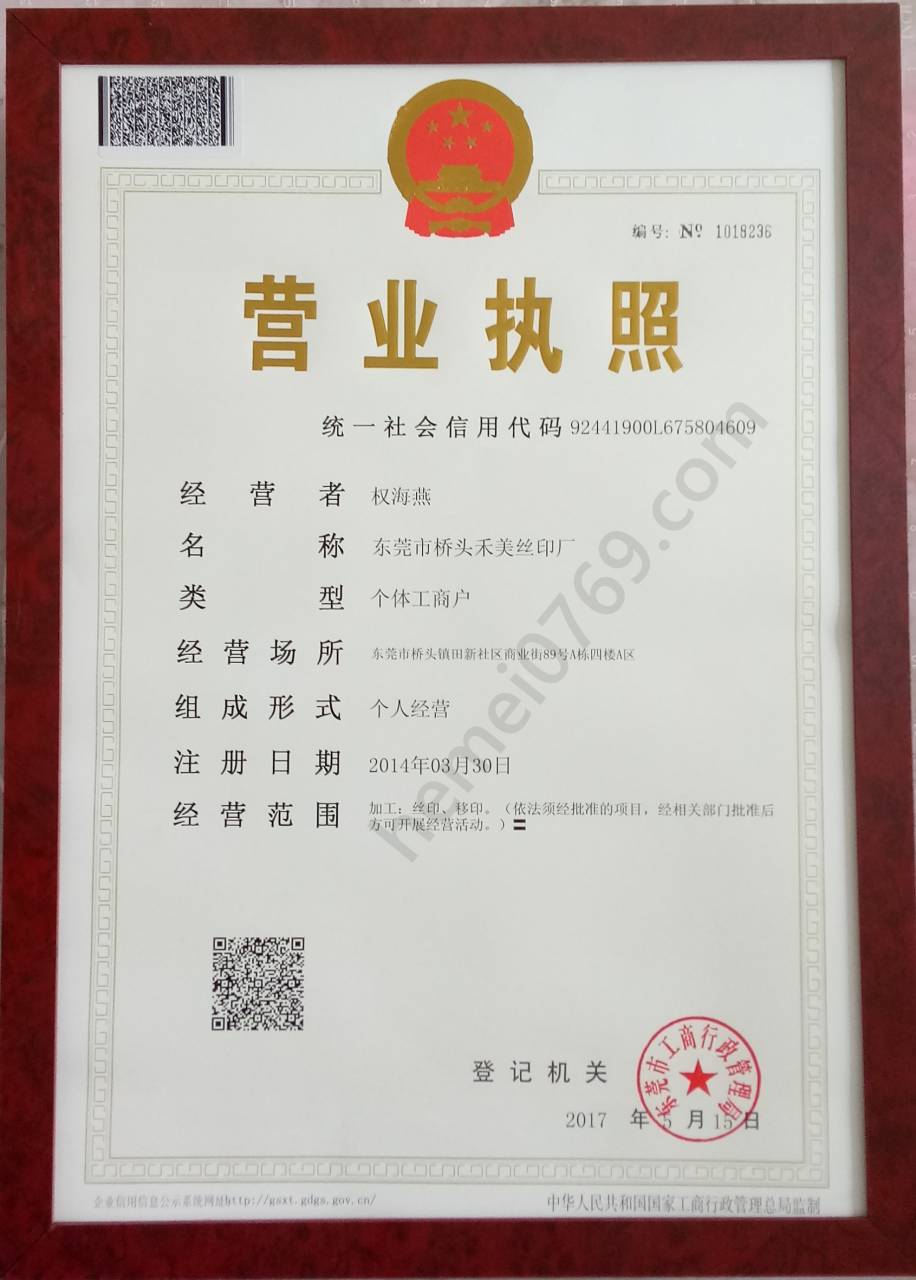 编号: № 1018236
营业执照
统一社会信用代码 92441900L675804609
经营者 权海燕
名称 东莞市桥头禾美丝印厂
类型 个体工商户
经营场所 东莞市桥头镇田新社区商业街89号A栋四楼A区
组成形式 个人经营
注册日期 2014年03月30日
经营范围 加工：丝印、移印。（依法须经批准的项目，经相关部门批准后
方可开展经营活动。）〓
hemei0769.com
登记机关
东莞市工商行政管理局
2017 年 5 月 15 日
企业信用信息公示系统网址http://gsxt.gdgs.gov.cn/
中华人民共和国国家工商行政管理总局监制